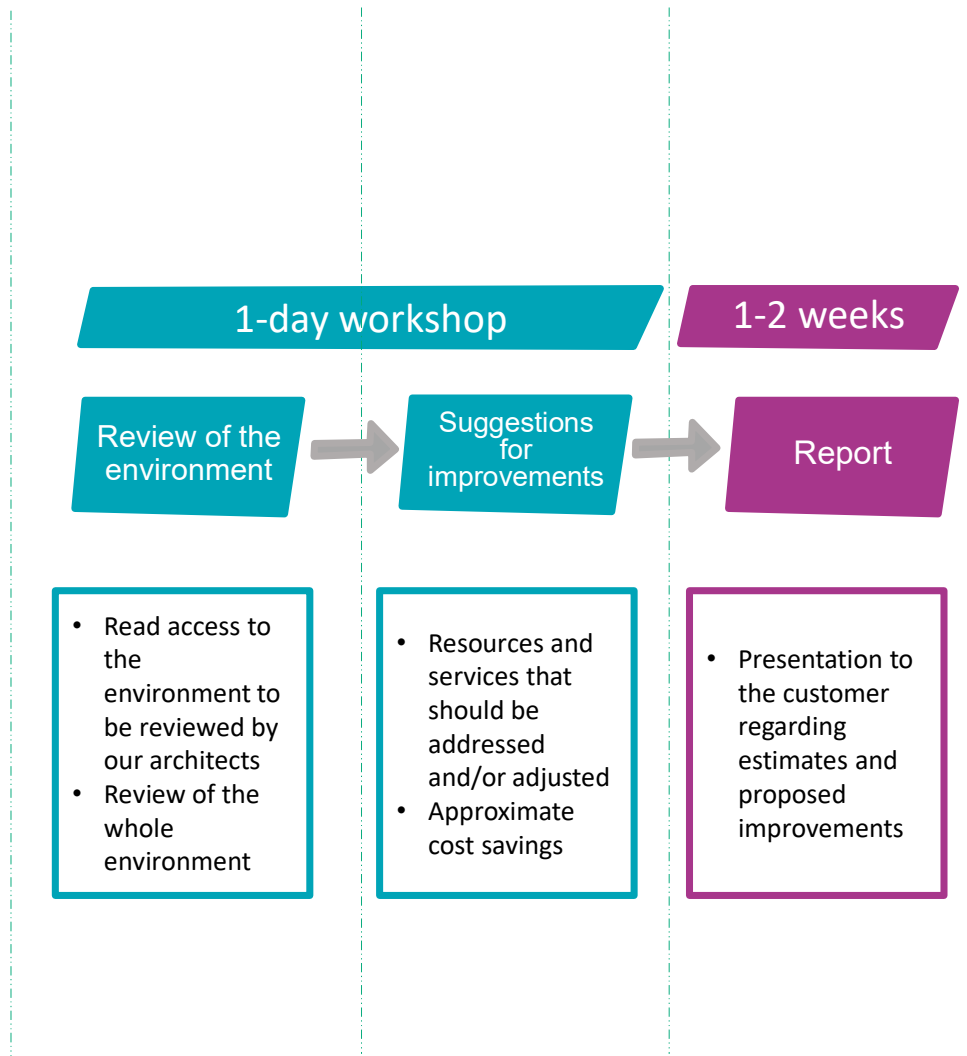 1-day workshop
1-2 weeks
Review of the
environment
Suggestions
for
improvements
Report
• Read access to
the
environment to
be reviewed by
our architects
• Review of the
whole
environment
• Resources and
services that
should be
addressed
and/or adjusted
• Approximate
cost savings
• Presentation to
the customer
regarding
estimates and
proposed
improvements